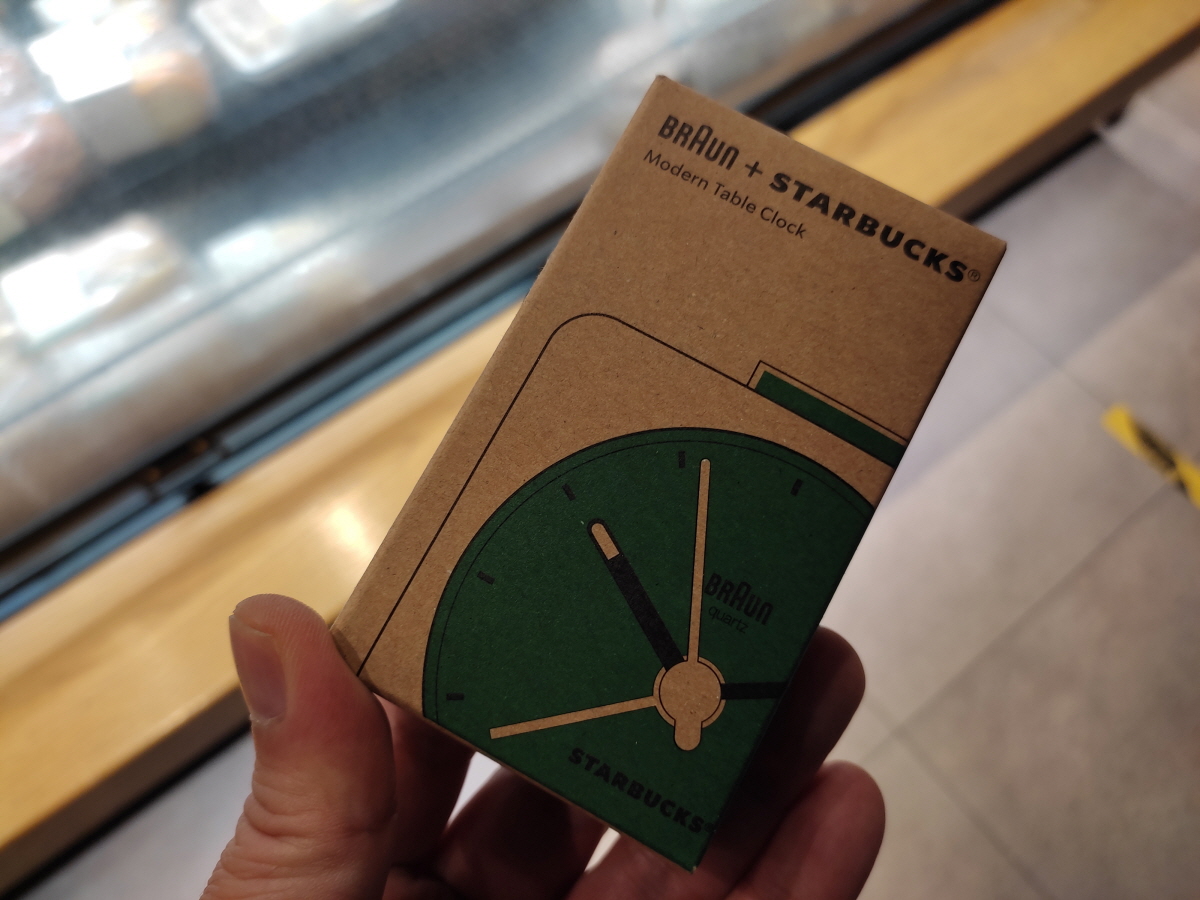 BRAUN + STARBUCKS®
Modern Table Clock
BRAUN
quartz
STARBUCKS®